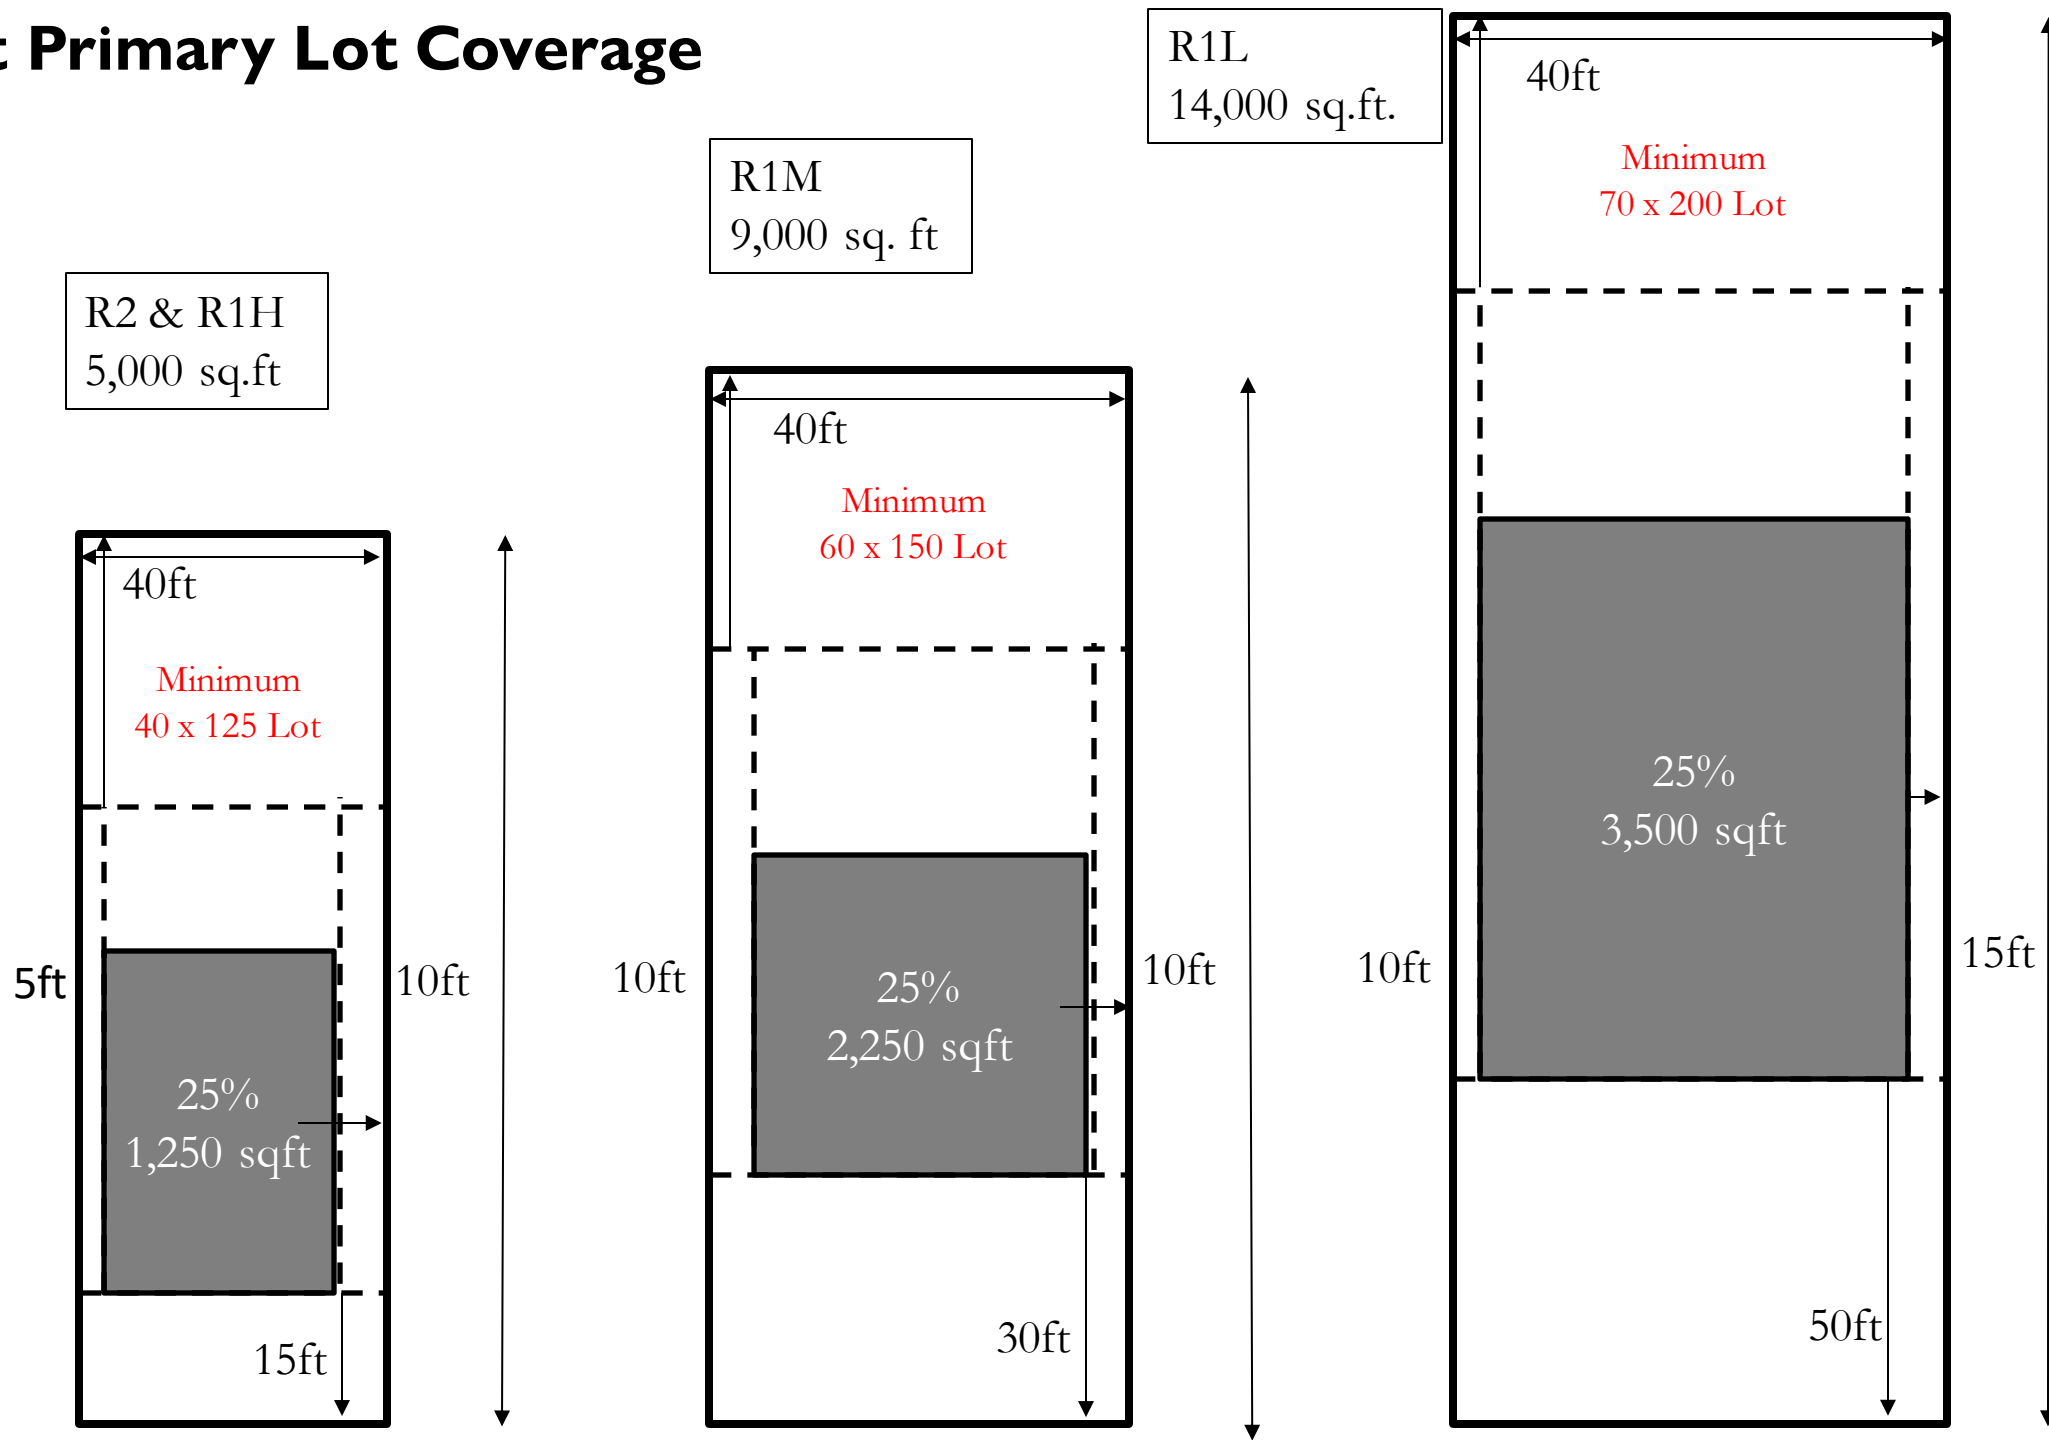 t Primary Lot Coverage
R2 & R1H
5,000 sq.ft
40ft
Minimum
40 x 125 Lot
5ft
10ft
25%
1,250 sqft
15ft
R1M
9,000 sq. ft
40ft
Minimum
60 x 150 Lot
10ft
10ft
25%
2,250 sqft
30ft
R1L
14,000 sq.ft.
40ft
Minimum
70 x 200 Lot
25%
3,500 sqft
10ft
15ft
50ft